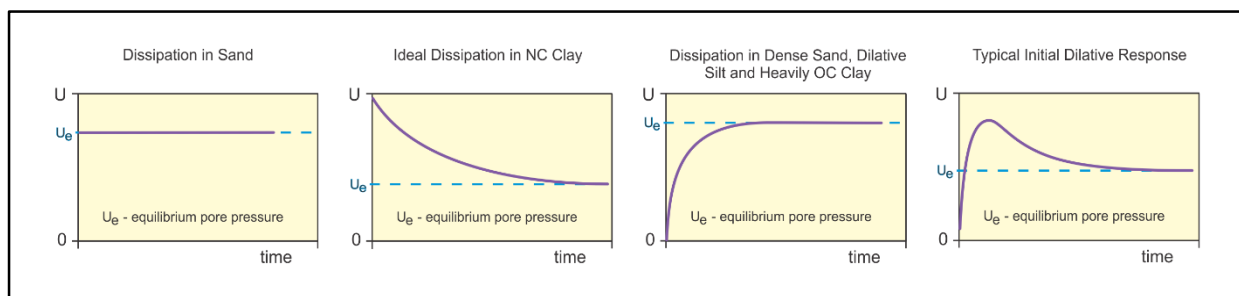 Dissipation in Sand
U
Ue
Ue - equilibrium pore pressure
0
time
Ideal Dissipation in NC Clay
U
Ue
Ue - equilibrium pore pressure
0
time
Dissipation in Dense Sand, Dilative
Silt and Heavily OC Clay
U
Ue
Ue - equilibrium pore pressure
0
time
Typical Initial Dilative Response
U
Ue
Ue - equilibrium pore pressure
0
time